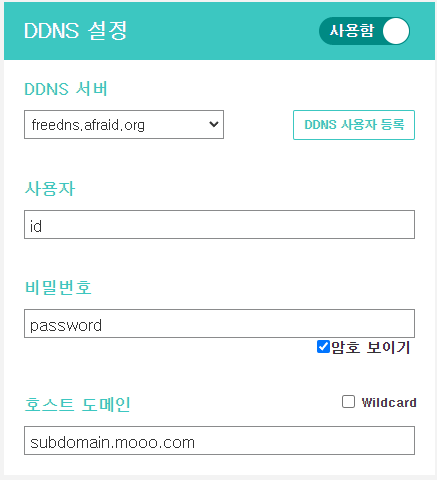 DDNS 설정
사용함
DDNS 서버
freedns.afraid.org
DDNS 사용자 등록
사용자
id
비밀번호
password
암호 보이기
호스트 도메인
Wildcard
subdomain.mooo.com